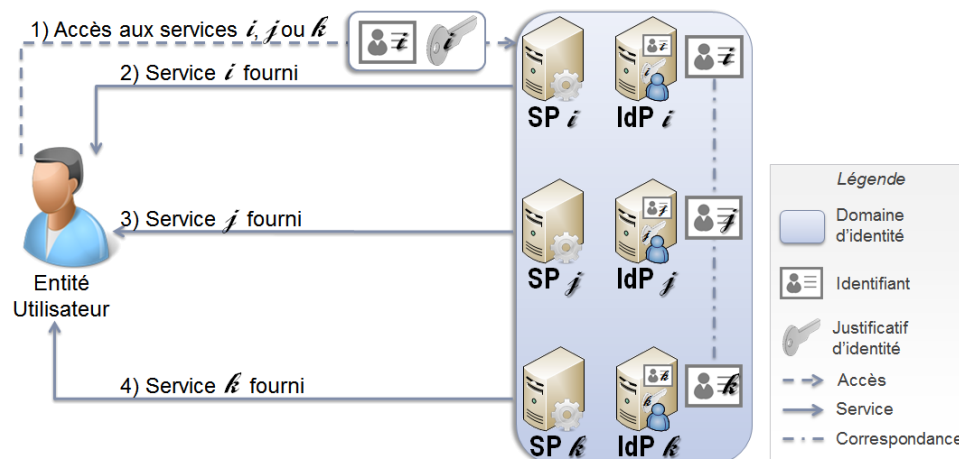 1) Accès aux services i, j ou k
i
i
2) Service i fourni
i
i
i
SP i
IdP i
3) Service j fourni
j
j
j
SP j
IdP j
Entité
Utilisateur
4) Service k fourni
k
k
k
SP k
IdP k
Légende
Domaine
d'identité
Identifiant
Justificatif
d'identité
Accès
Service
Correspondance